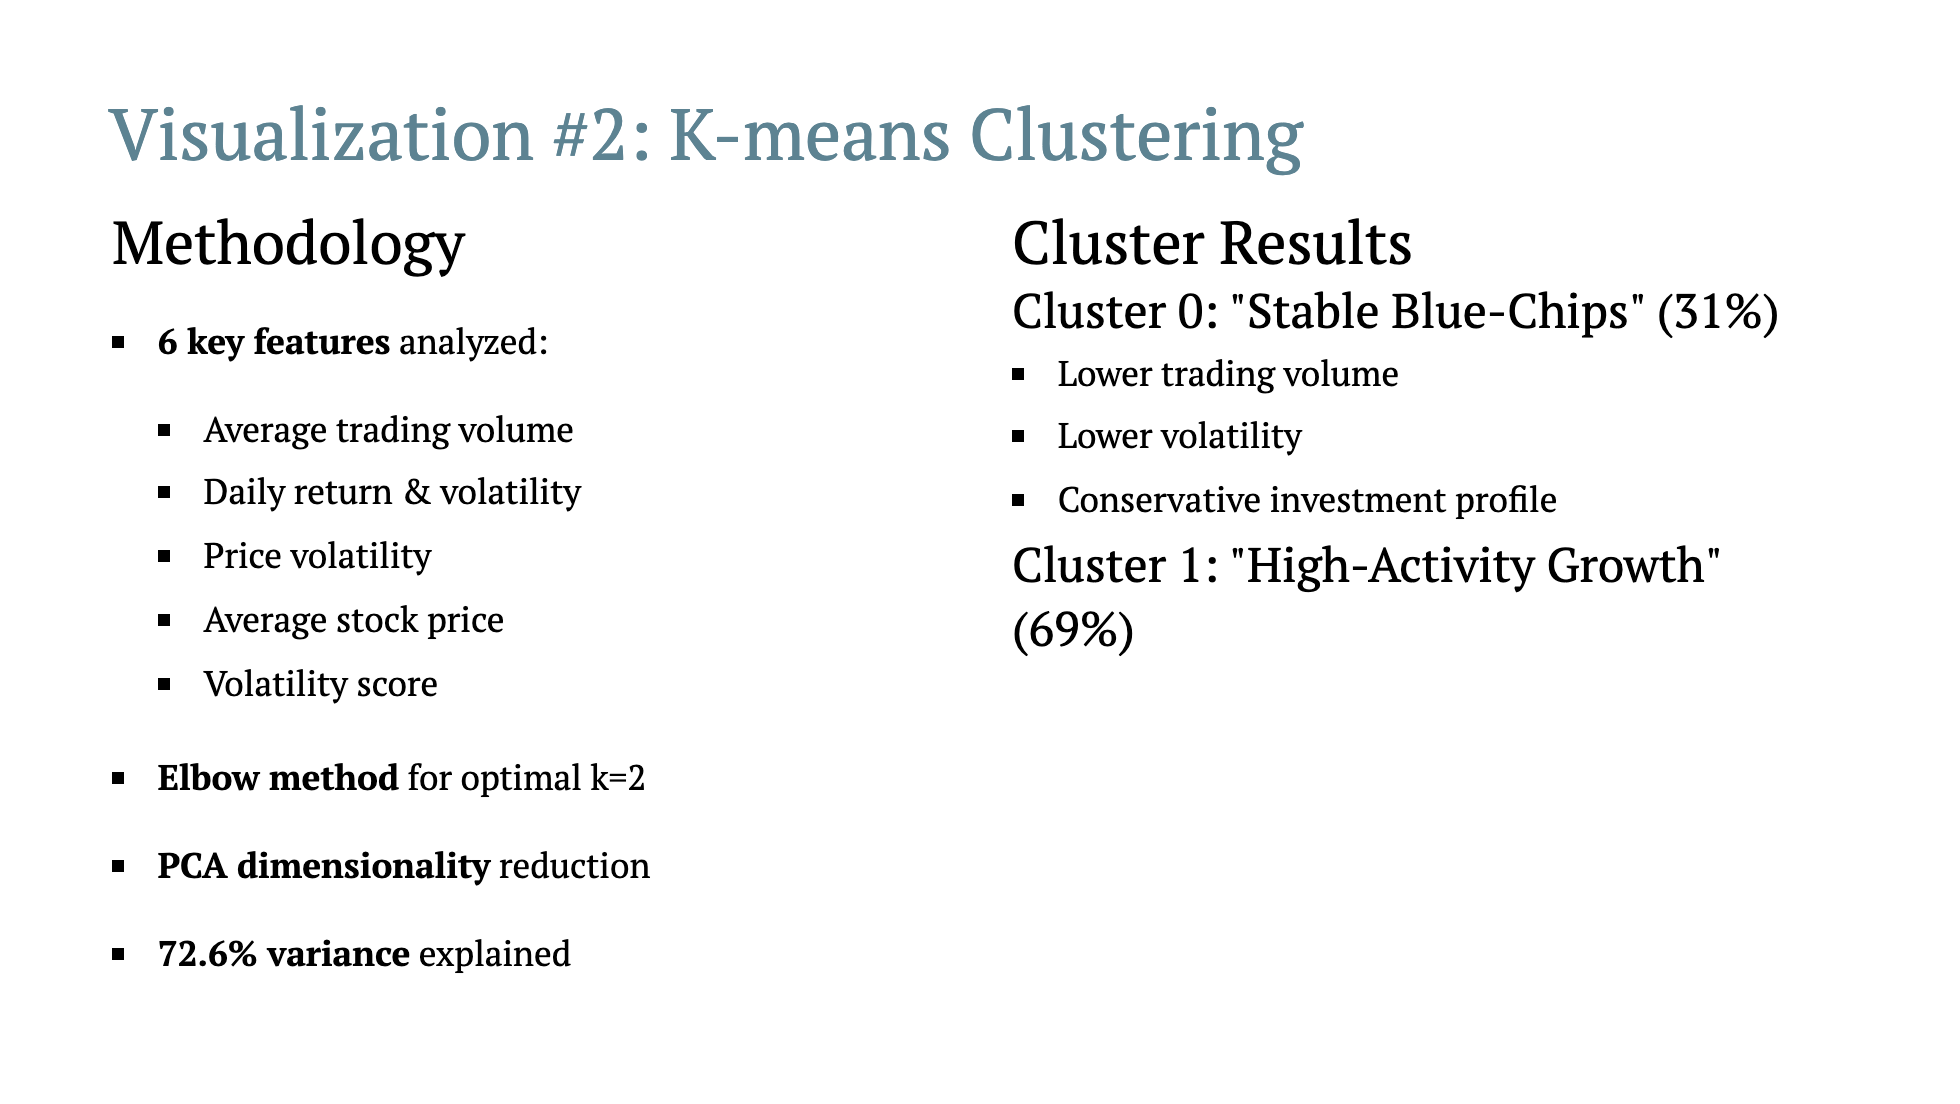 Visualization #2: K-means Clustering
Methodology
▪ 6 key features analyzed:
▪ Average trading volume
▪ Daily return & volatility
▪ Price volatility
▪ Average stock price
▪ Volatility score
▪ Elbow method for optimal k=2
▪ PCA dimensionality reduction
▪ 72.6% variance explained
Cluster Results
Cluster 0: "Stable Blue-Chips" (31%)
▪ Lower trading volume
▪ Lower volatility
▪ Conservative investment profile
Cluster 1: "High-Activity Growth"
(69%)